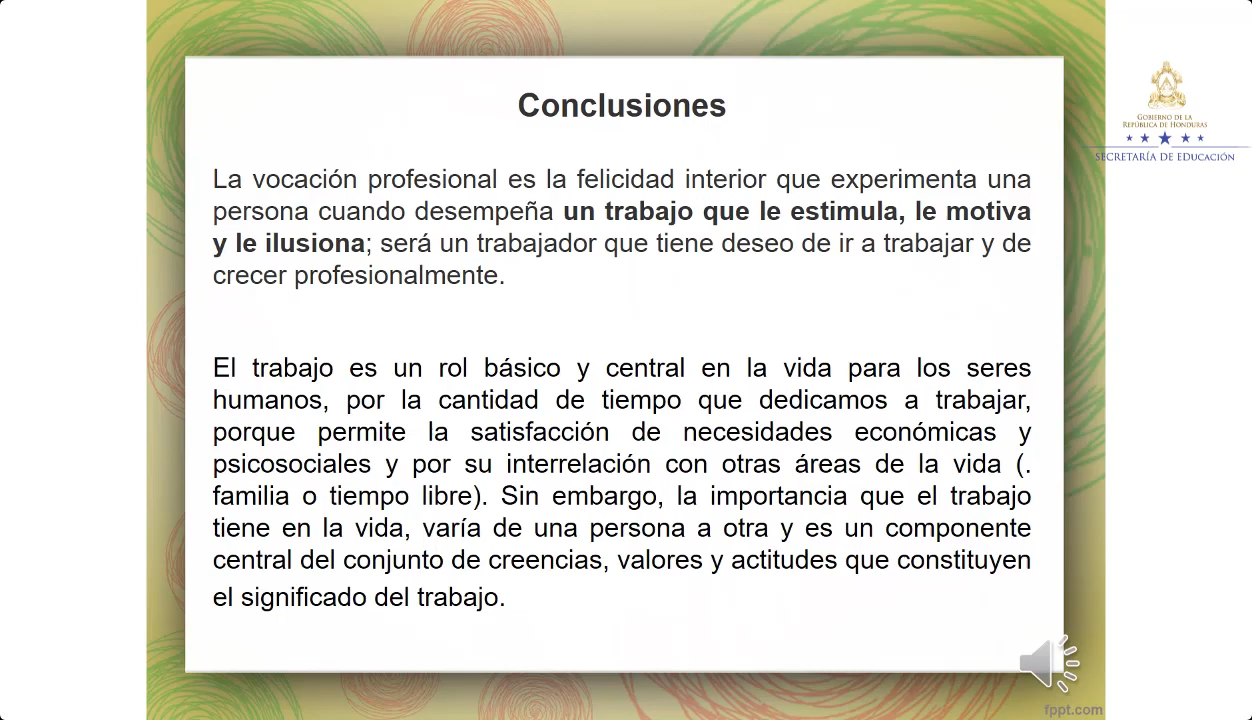 Conclusiones
La vocación profesional es la felicidad interior que experimenta una
persona cuando desempeña un trabajo que le estimula, le motiva
y le ilusiona; será un trabajador que tiene deseo de ir a trabajar y de
crecer profesionalmente.
El trabajo es un rol básico y central en la vida para los seres
humanos, por la cantidad de tiempo que dedicamos a trabajar,
porque permite la satisfacción de necesidades económicas y
psicosociales y por su interrelación con otras áreas de la vida (.
familia o tiempo libre). Sin embargo, la importancia que el trabajo
tiene en la vida, varía de una persona a otra y es un componente
central del conjunto de creencias, valores y actitudes que constituyen
el significado del trabajo.
GOBIERNO DE LA
REPÚBLICA DE HONDURAS
SECRETARÍA DE EDUCACIÓN
fppt.com